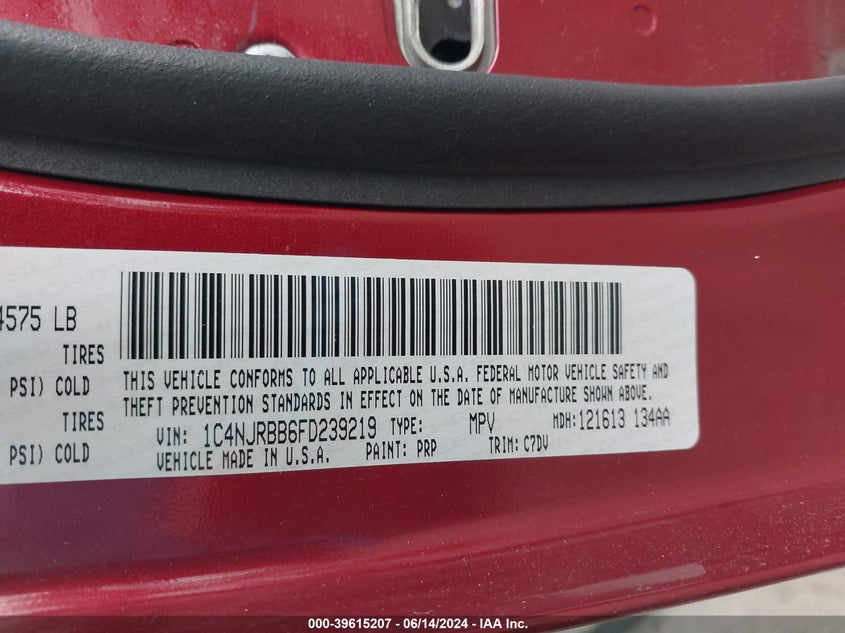 4575 LB
TIRES
PSI) COLD
TIRES
PSI) COLD
THIS VEHICLE CONFORMS TO ALL APPLICABLE U.S.A. FEDERAL MOTOR VEHICLE SAFETY AND
THEFT PREVENTION STANDARDS IN EFFECT ON THE DATE OF MANUFACTURE SHOWN ABOVE.
VIN: 1C4NJRBB6FD239219 TYPE: MPV MDH:121613 134AA
VEHICLE MADE IN U.S.A. PAINT: PRP TRIM: C7DV
000-39615207 - 06/14/2024 - IAA Inc.